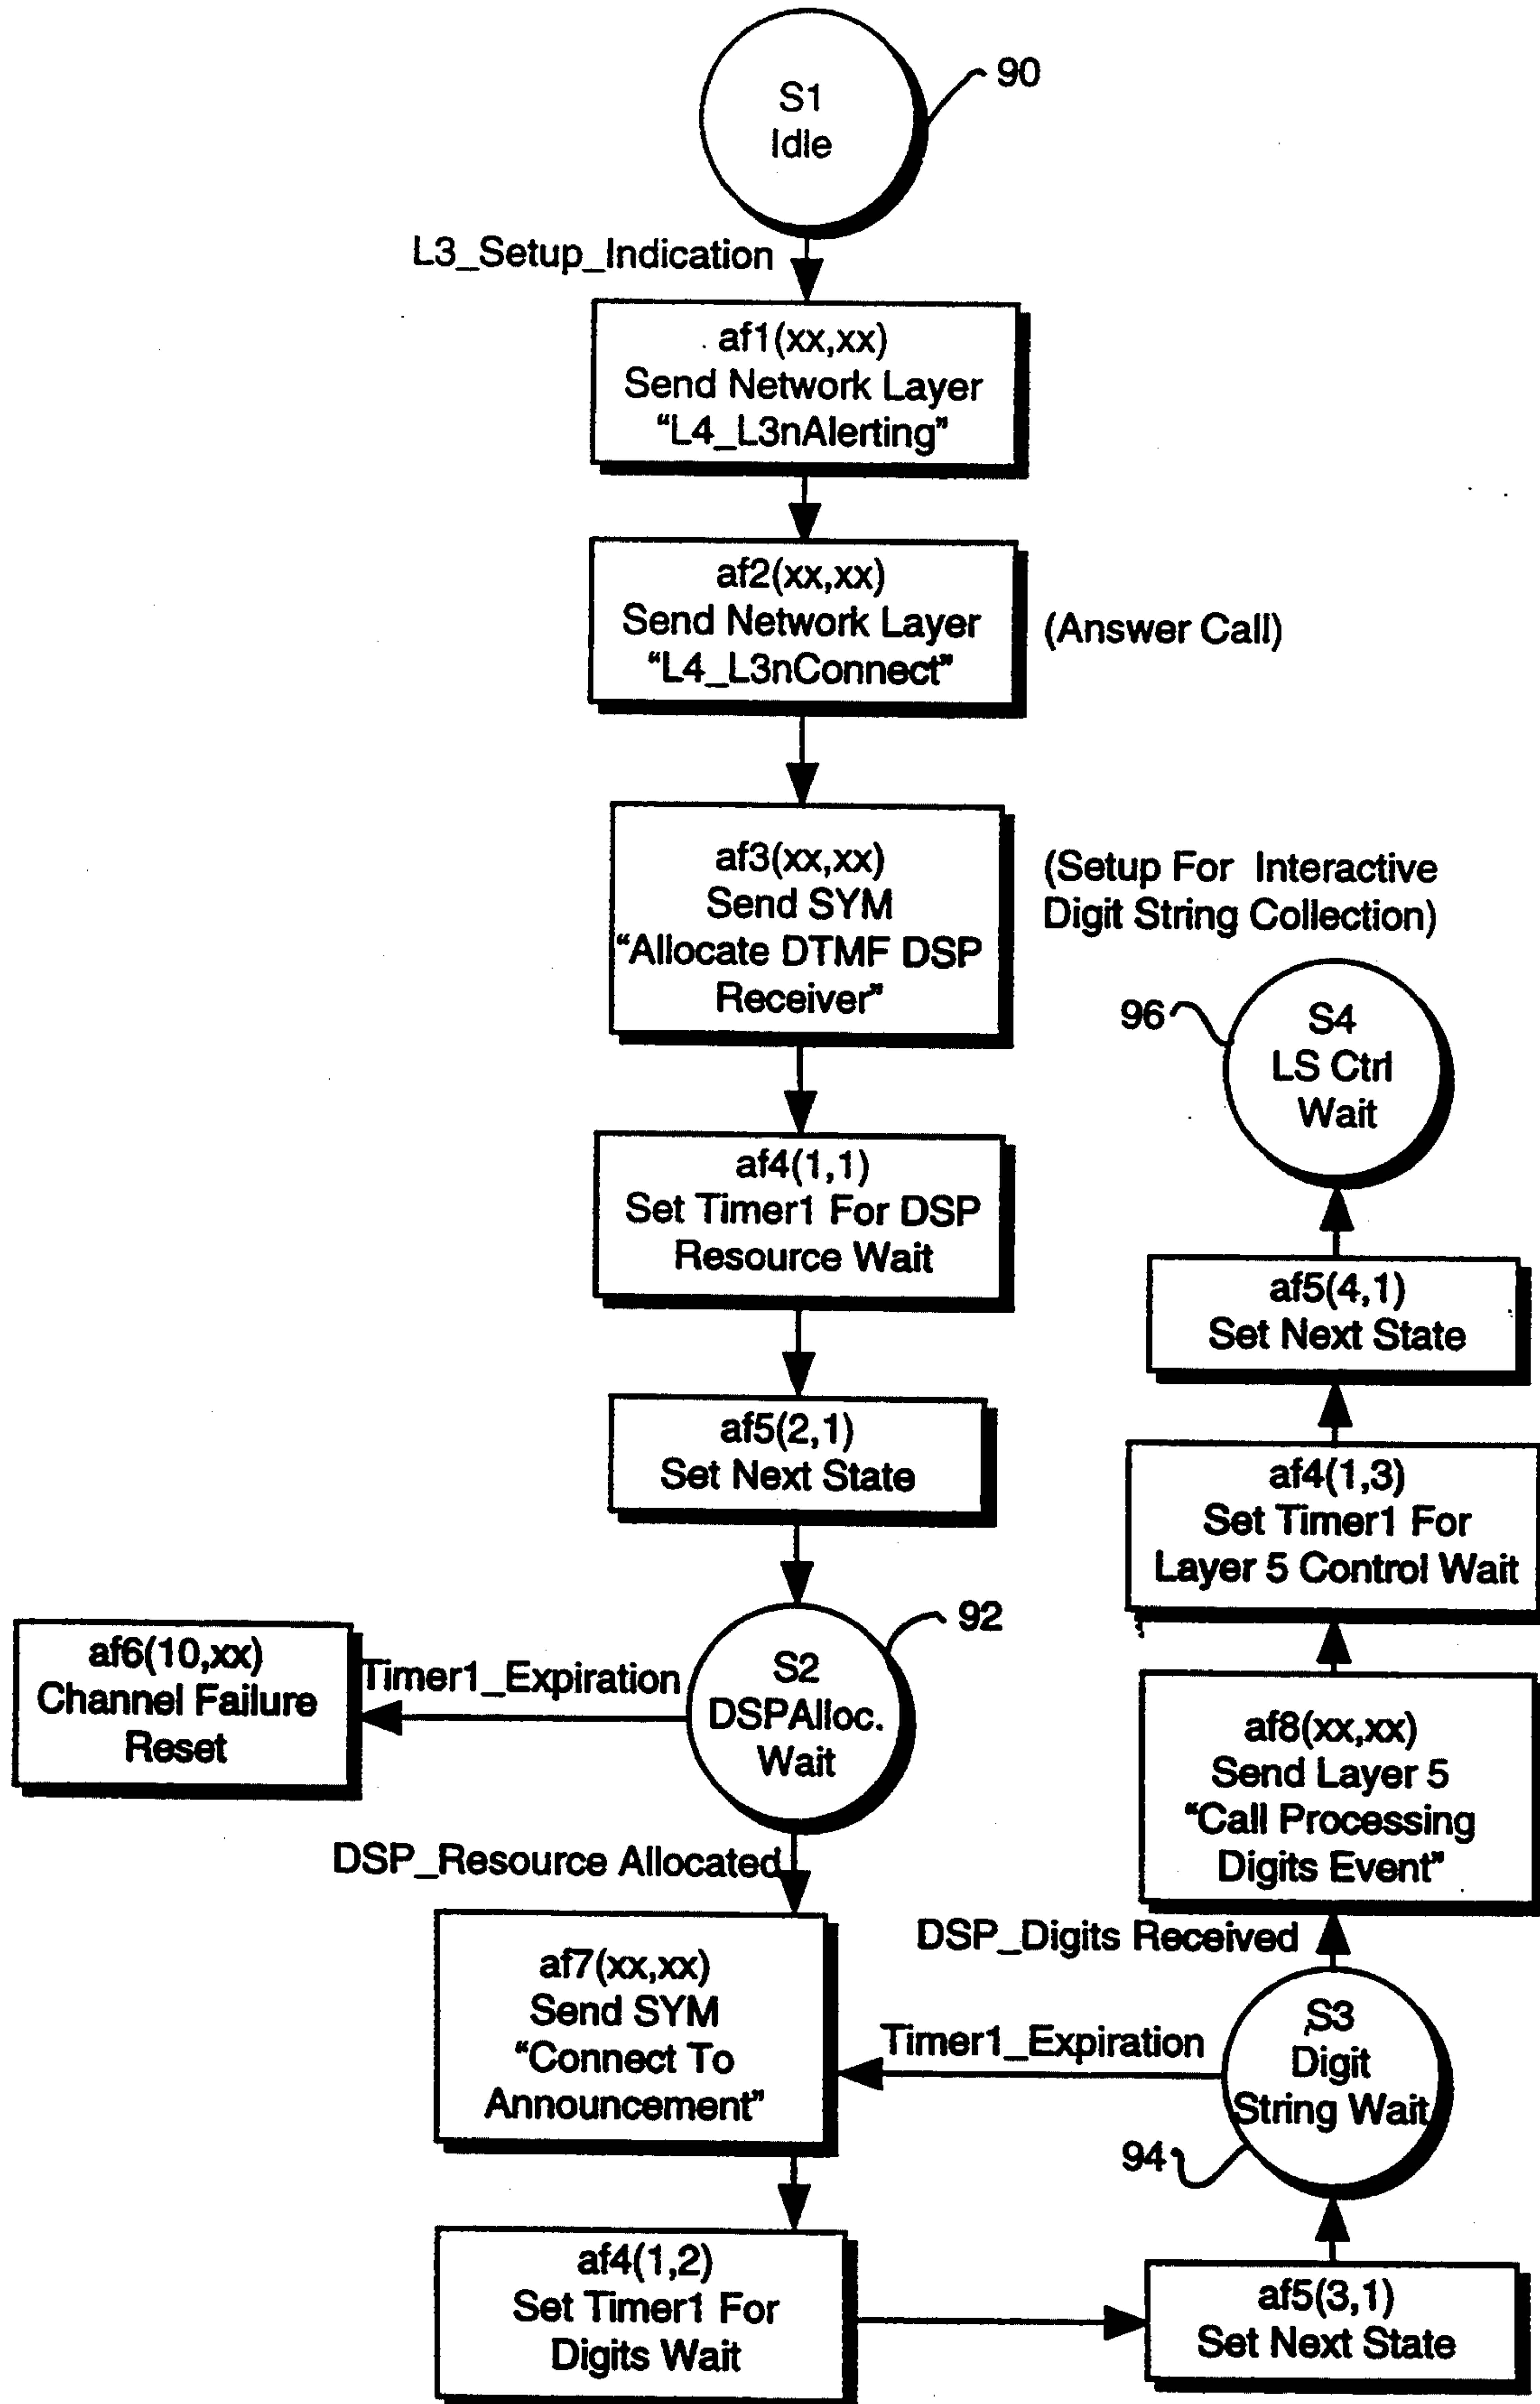 S1
Idle
90
L3_Setup_Indication
af1(xx,xx)
Send Network Layer
“L4_L3nAlerting”
af2(xx,xx)
Send Network Layer
“L4_L3nConnect”
(Answer Call)
af3(xx,xx)
Send SYM
“Allocate DTMF DSP
Receiver”
(Setup For Interactive
Digit String Collection)
af4(1,1)
Set Timer1 For DSP
Resource Wait
af5(2,1)
Set Next State
S2
DSPAlloc.
Wait
92
Timer1_Expiration
af6(10,xx)
Channel Failure
Reset
DSP_Resource Allocated
af7(xx,xx)
Send SYM
“Connect To
Announcement”
af4(1,2)
Set Timer1 For
Digits Wait
af5(3,1)
Set Next State
S3
Digit
String Wait
94
Timer1_Expiration
DSP_Digits Received
af8(xx,xx)
Send Layer 5
“Call Processing
Digits Event”
af4(1,3)
Set Timer1 For
Layer 5 Control Wait
af5(4,1)
Set Next State
S4
LS Ctrl
Wait
96